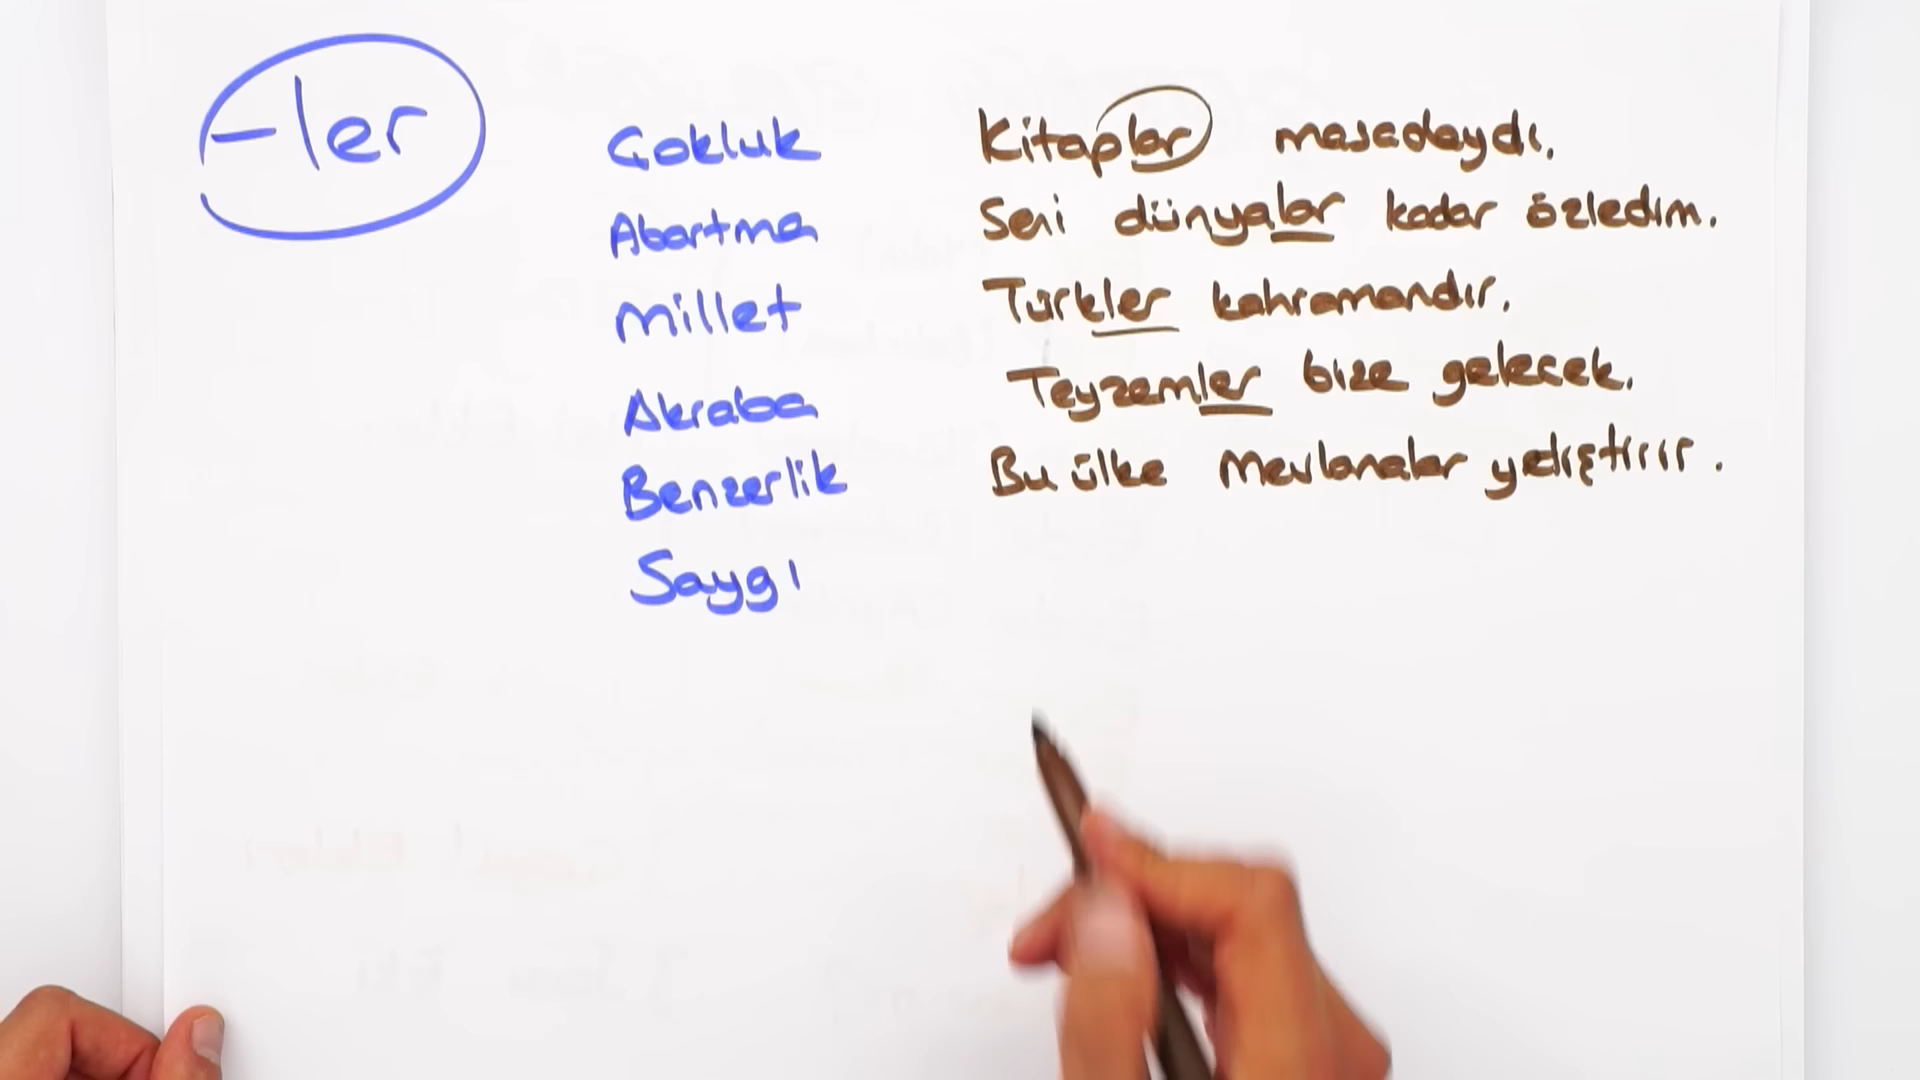 -ler
Çokluk Kitaplar masadaydı.
Abartma Seni dünyalar kadar özledim.
Millet Türkler kahramandır.
Akraba Teyzemler bize gelecek.
Benzerlik Bu ülke Mevlanalar yetiştirir.
Saygı